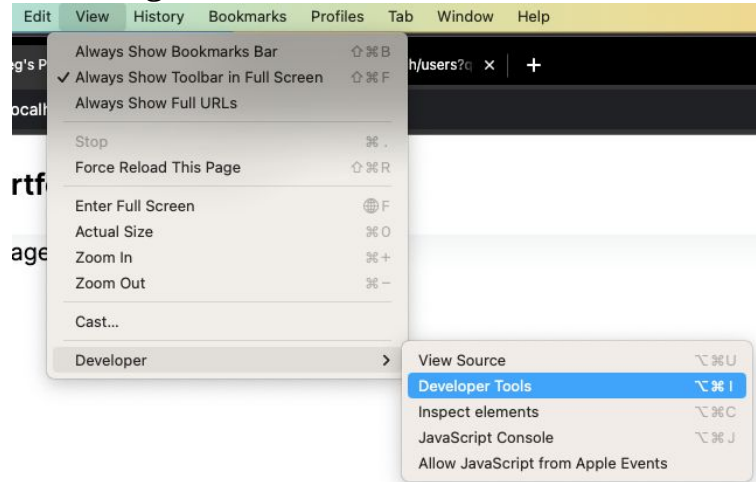 Edit View History Bookmarks Profiles Tab Window Help
Always Show Bookmarks Bar ⇧⌘B
eg's P h/users?q × +
✓ Always Show Toolbar in Full Screen ⇧⌘F
ocalh
Always Show Full URLs
Stop ⌘.
Force Reload This Page ⇧⌘R
rtf
Enter Full Screen 🌐F
Actual Size ⌘0
age
Zoom In ⌘+
Zoom Out ⌘−
Cast...
Developer >
View Source ⌥⌘U
Developer Tools ⌥⌘I
Inspect elements ⌥⌘C
JavaScript Console ⌥⌘J
Allow JavaScript from Apple Events